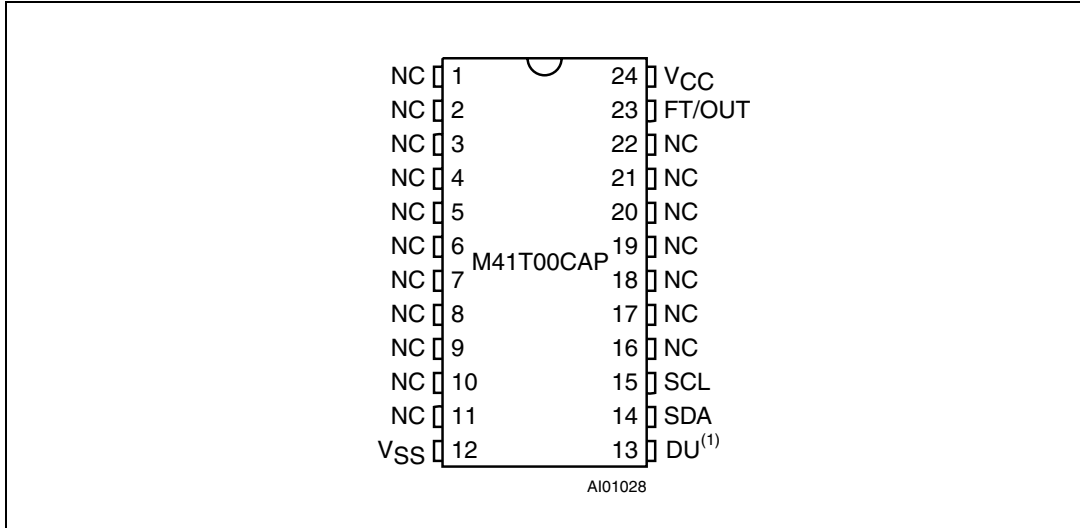 NC 1 24 VCC
NC 2 23 FT/OUT
NC 3 22 NC
NC 4 21 NC
NC 5 20 NC
NC 6 19 NC
M41T00CAP
NC 7 18 NC
NC 8 17 NC
NC 9 16 NC
NC 10 15 SCL
NC 11 14 SDA
VSS 12 13 DU(1)
AI01028